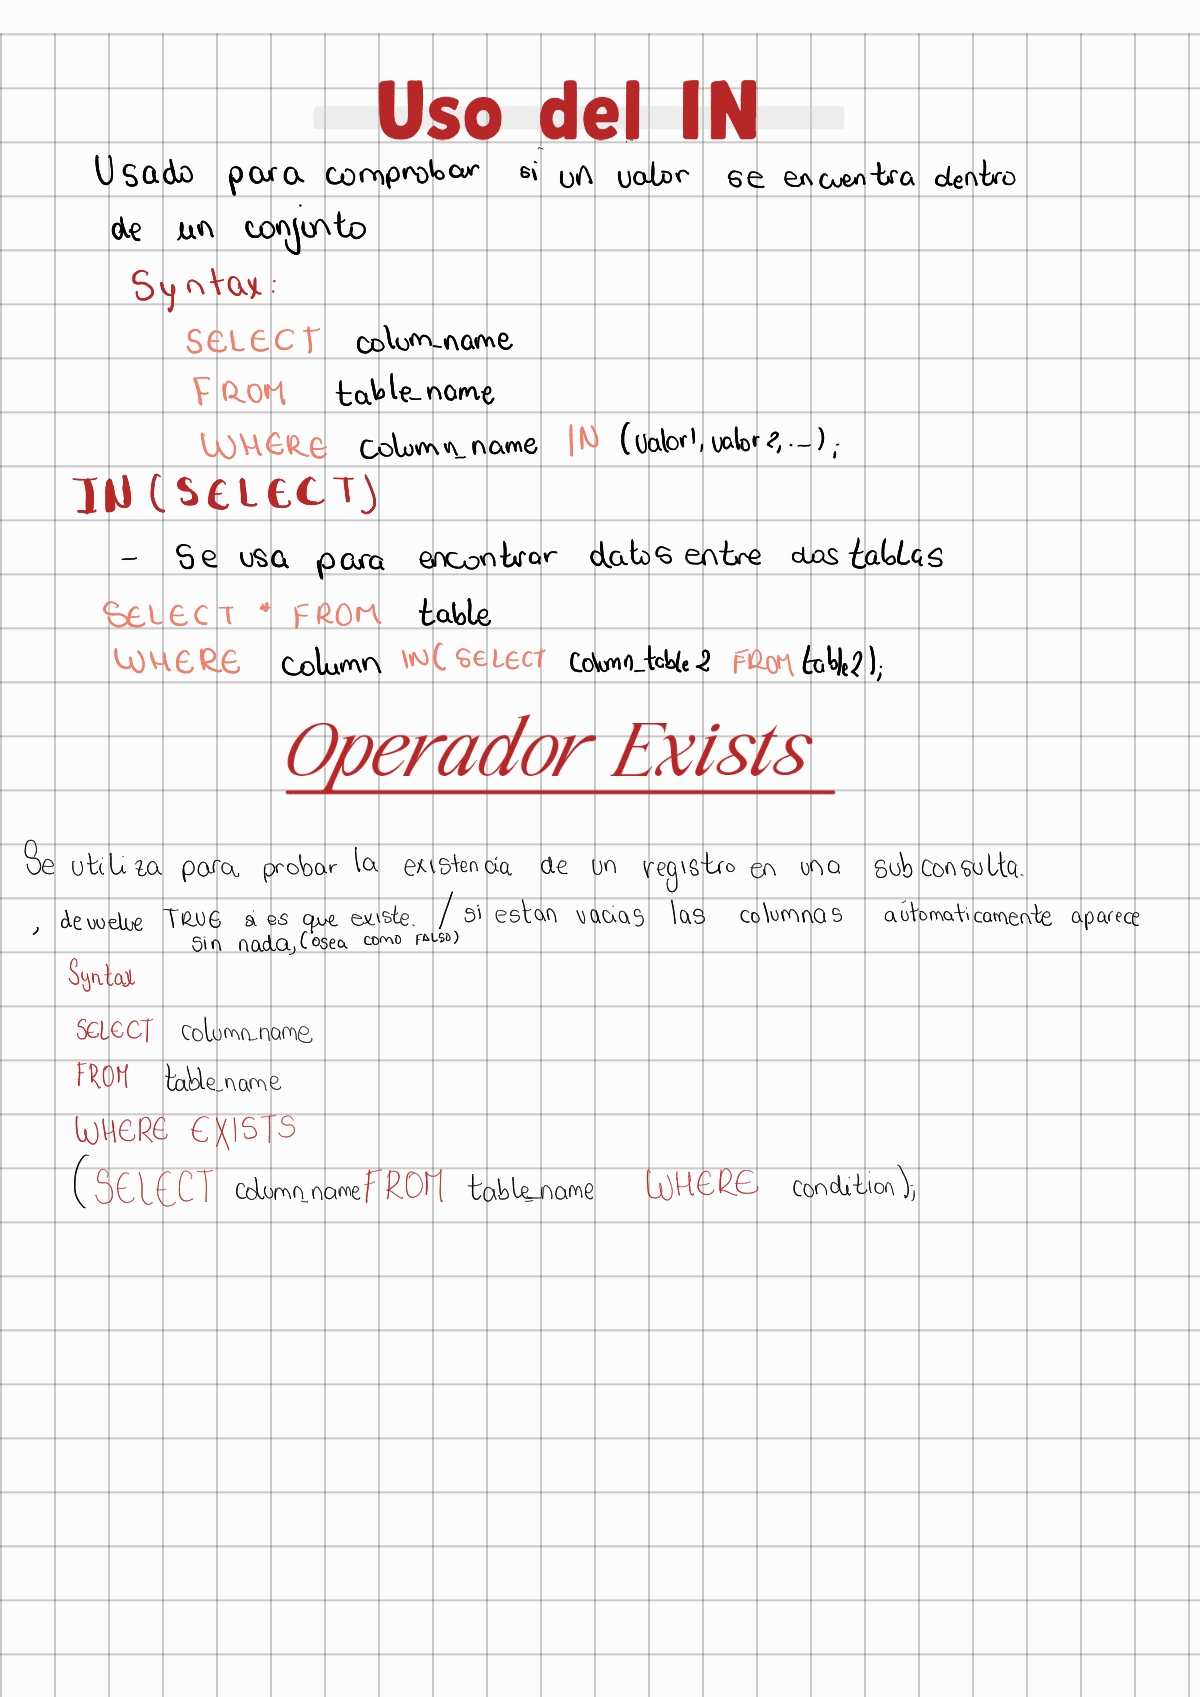 Uso del IN
Usado para comprobar si un valor se encuentra dentro
de un conjunto
Syntax:
SELECT colum_name
FROM table_name
WHERE column_name IN (valor1, valor2, ...);
IN (SELECT)
- Se usa para encontrar datos entre dos tablas
SELECT * FROM table
WHERE column IN( SELECT column_table2 FROM table2);
Operador Exists
Se utiliza para probar la existencia de un registro en una subconsulta.
, devuelve TRUE si es que existe. / si estan vacias las columnas automaticamente aparece
sin nada, (osea como FALSO)
Syntax
SELECT column_name
FROM table_name
WHERE EXISTS
(SELECT column_name FROM table_name WHERE condition);